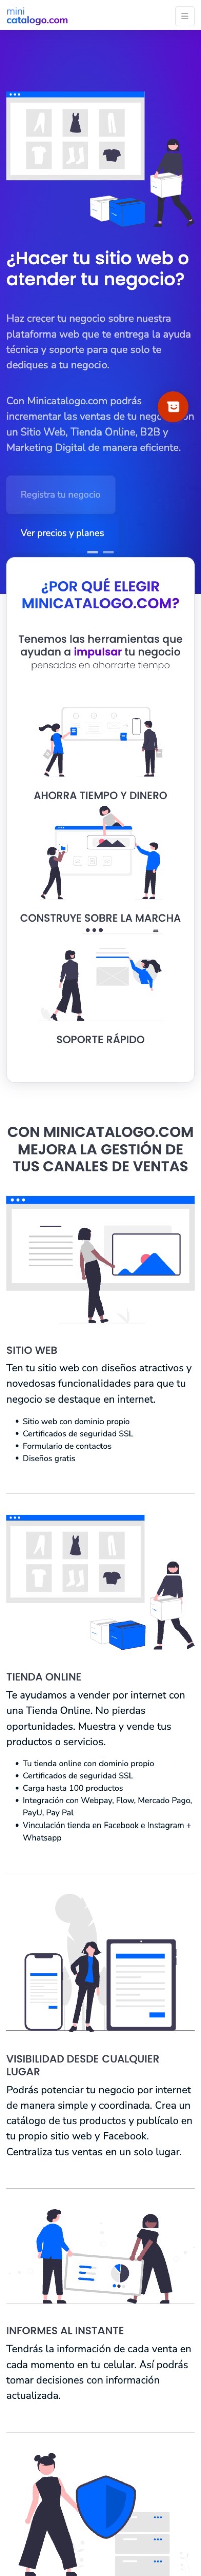 mini
catalogo.com
¿Hacer tu sitio web o
atender tu negocio?
Haz crecer tu negocio sobre nuestra
plataforma web que te entrega la ayuda
técnica y soporte para que solo te
dediques a tu negocio.
Con Minicatalogo.com podrás
incrementar las ventas de tu
un Sitio Web, Tienda Online, B2B y
Marketing Digital de manera eficiente.
Registra tu negocio
Ver precios y planes
¿POR QUÉ ELEGIR
MINICATALOGO.COM?
Tenemos las herramientas que
ayudan a impulsar tu negocio
pensadas en ahorrarte tiempo
AHORRA TIEMPO Y DINERO
CONSTRUYE SOBRE LA MARCHA
SOPORTE RÁPIDO
CON MINICATALOGO.COM
MEJORA LA GESTIÓN DE
TUS CANALES DE VENTAS
SITIO WEB
Ten tu sitio web con diseños atractivos y
novedosas funcionalidades para que tu
negocio se destaque en internet.
Sitio web con dominio propio
Certificados de seguridad SSL
Formulario de contactos
Diseños gratis
TIENDA ONLINE
Te ayudamos a vender por internet con
una Tienda Online. No pierdas
oportunidades. Muestra y vende tus
productos o servicios.
Tu tienda online con dominio propio
Certificados de seguridad SSL
Carga hasta 100 productos
Integración con Webpay, Flow, Mercado Pago,
PayU, Pay Pal
Vinculación tienda en Facebook e Instagram +
Whatsapp
VISIBILIDAD DESDE CUALQUIER
LUGAR
Podrás potenciar tu negocio por internet
de manera simple y coordinada. Crea un
catálogo de tus productos y publícalo en
tu propio sitio web y Facebook.
Centraliza tus ventas en un solo lugar.
INFORMES AL INSTANTE
Tendrás la información de cada venta en
cada momento en tu celular. Así podrás
tomar decisiones con información
actualizada.